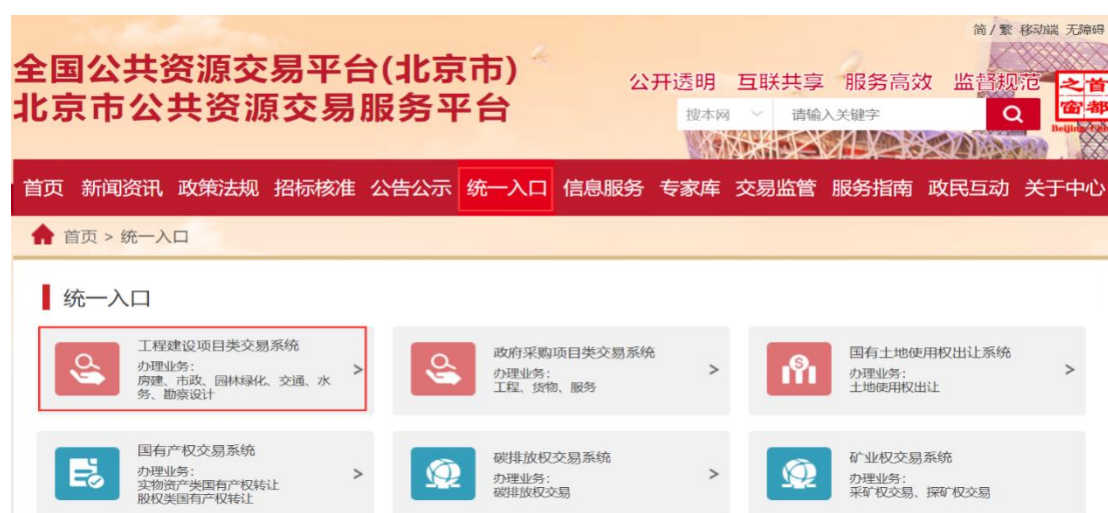 简/繁 移动端 无障碍
全国公共资源交易平台(北京市)
北京市公共资源交易服务平台
公开透明 互联共享 服务高效 监督规范
搜本网 请输入关键字
首都
之窗
首页 新闻资讯 政策法规 招标核准 公告公示 统一入口 信息服务 专家库 交易监管 服务指南 政民互动 关于中心
首页 > 统一入口
统一入口
工程建设项目类交易系统
办理业务:
房建、市政、园林绿化、交通、水
务、勘察设计
>
政府采购项目类交易系统
办理业务:
工程、货物、服务
>
国有土地使用权出让系统
办理业务:
土地使用权出让
>
国有产权交易系统
办理业务:
实物资产类国有产权转让
股权类国有产权转让
>
碳排放权交易系统
办理业务:
碳排放权交易
>
矿业权交易系统
办理业务:
采矿权交易、探矿权交易